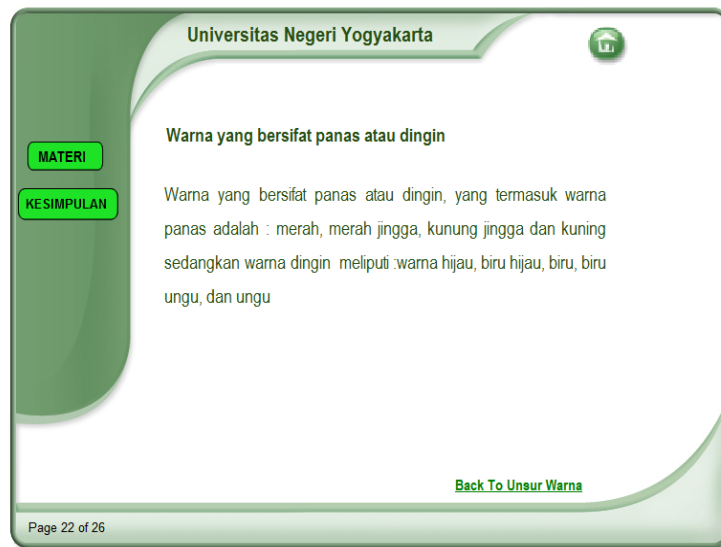 Universitas Negeri Yogyakarta
MATERI
KESIMPULAN
Warna yang bersifat panas atau dingin
Warna yang bersifat panas atau dingin, yang termasuk warna
panas adalah : merah, merah jingga, kunung jingga dan kuning
sedangkan warna dingin meliputi :warna hijau, biru hijau, biru, biru
ungu, dan ungu
Back To Unsur Warna
Page 22 of 26